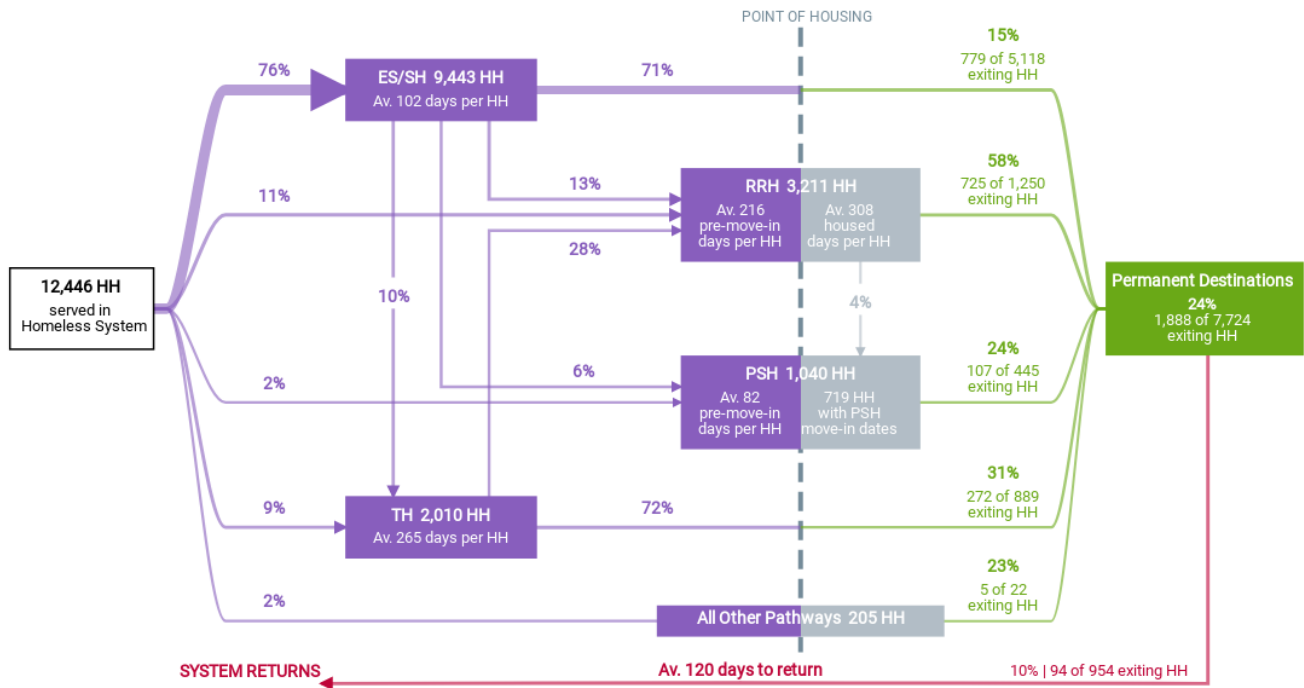 POINT OF HOUSING
76%
ES/SH 9,443 HH
Av. 102 days per HH
71%
15%
779 of 5,118
exiting HH
11%
13%
28%
RRH 3,211 HH
Av. 216
pre-move-in
days per HH
Av. 308
housed
days per HH
58%
725 of 1,250
exiting HH
12,446 HH
served in
Homeless System
10%
4%
Permanent Destinations
24%
1,888 of 7,724
exiting HH
2%
6%
PSH 1,040 HH
Av. 82
pre-move-in
days per HH
719 HH
with PSH
move-in dates
24%
107 of 445
exiting HH
9%
TH 2,010 HH
Av. 265 days per HH
72%
31%
272 of 889
exiting HH
2%
All Other Pathways 205 HH
23%
5 of 22
exiting HH
SYSTEM RETURNS
Av. 120 days to return
10% | 94 of 954 exiting HH